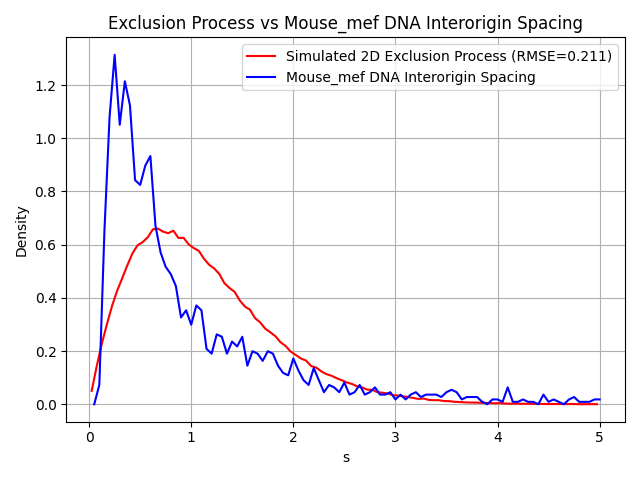 Exclusion Process vs Mouse_mef DNA Interorigin Spacing
Simulated 2D Exclusion Process (RMSE=0.211)
Mouse_mef DNA Interorigin Spacing
Density
1.2
1.0
0.8
0.6
0.4
0.2
0.0
0 1 2 3 4 5
s